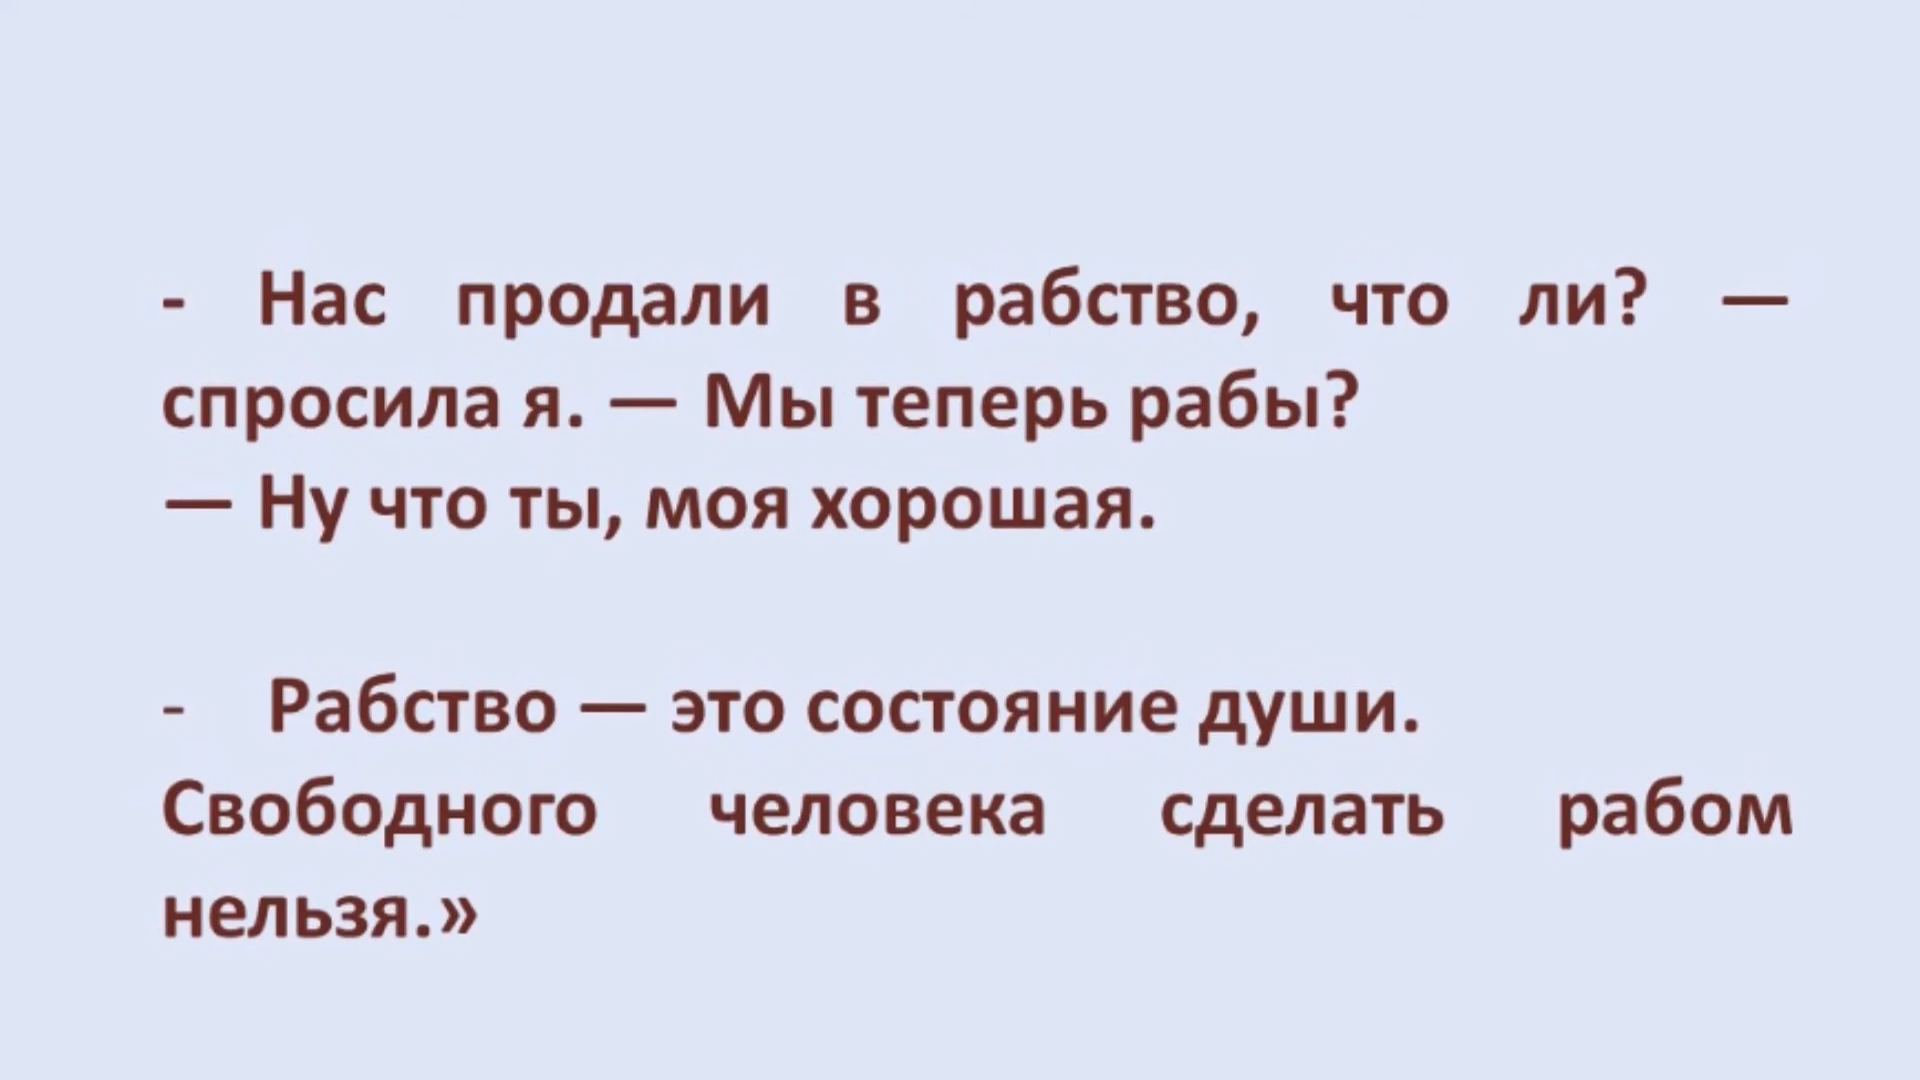 - Нас продали в рабство, что ли? —
спросила я. — Мы теперь рабы?
— Ну что ты, моя хорошая.
- Рабство — это состояние души.
Свободного человека сделать рабом
нельзя.»